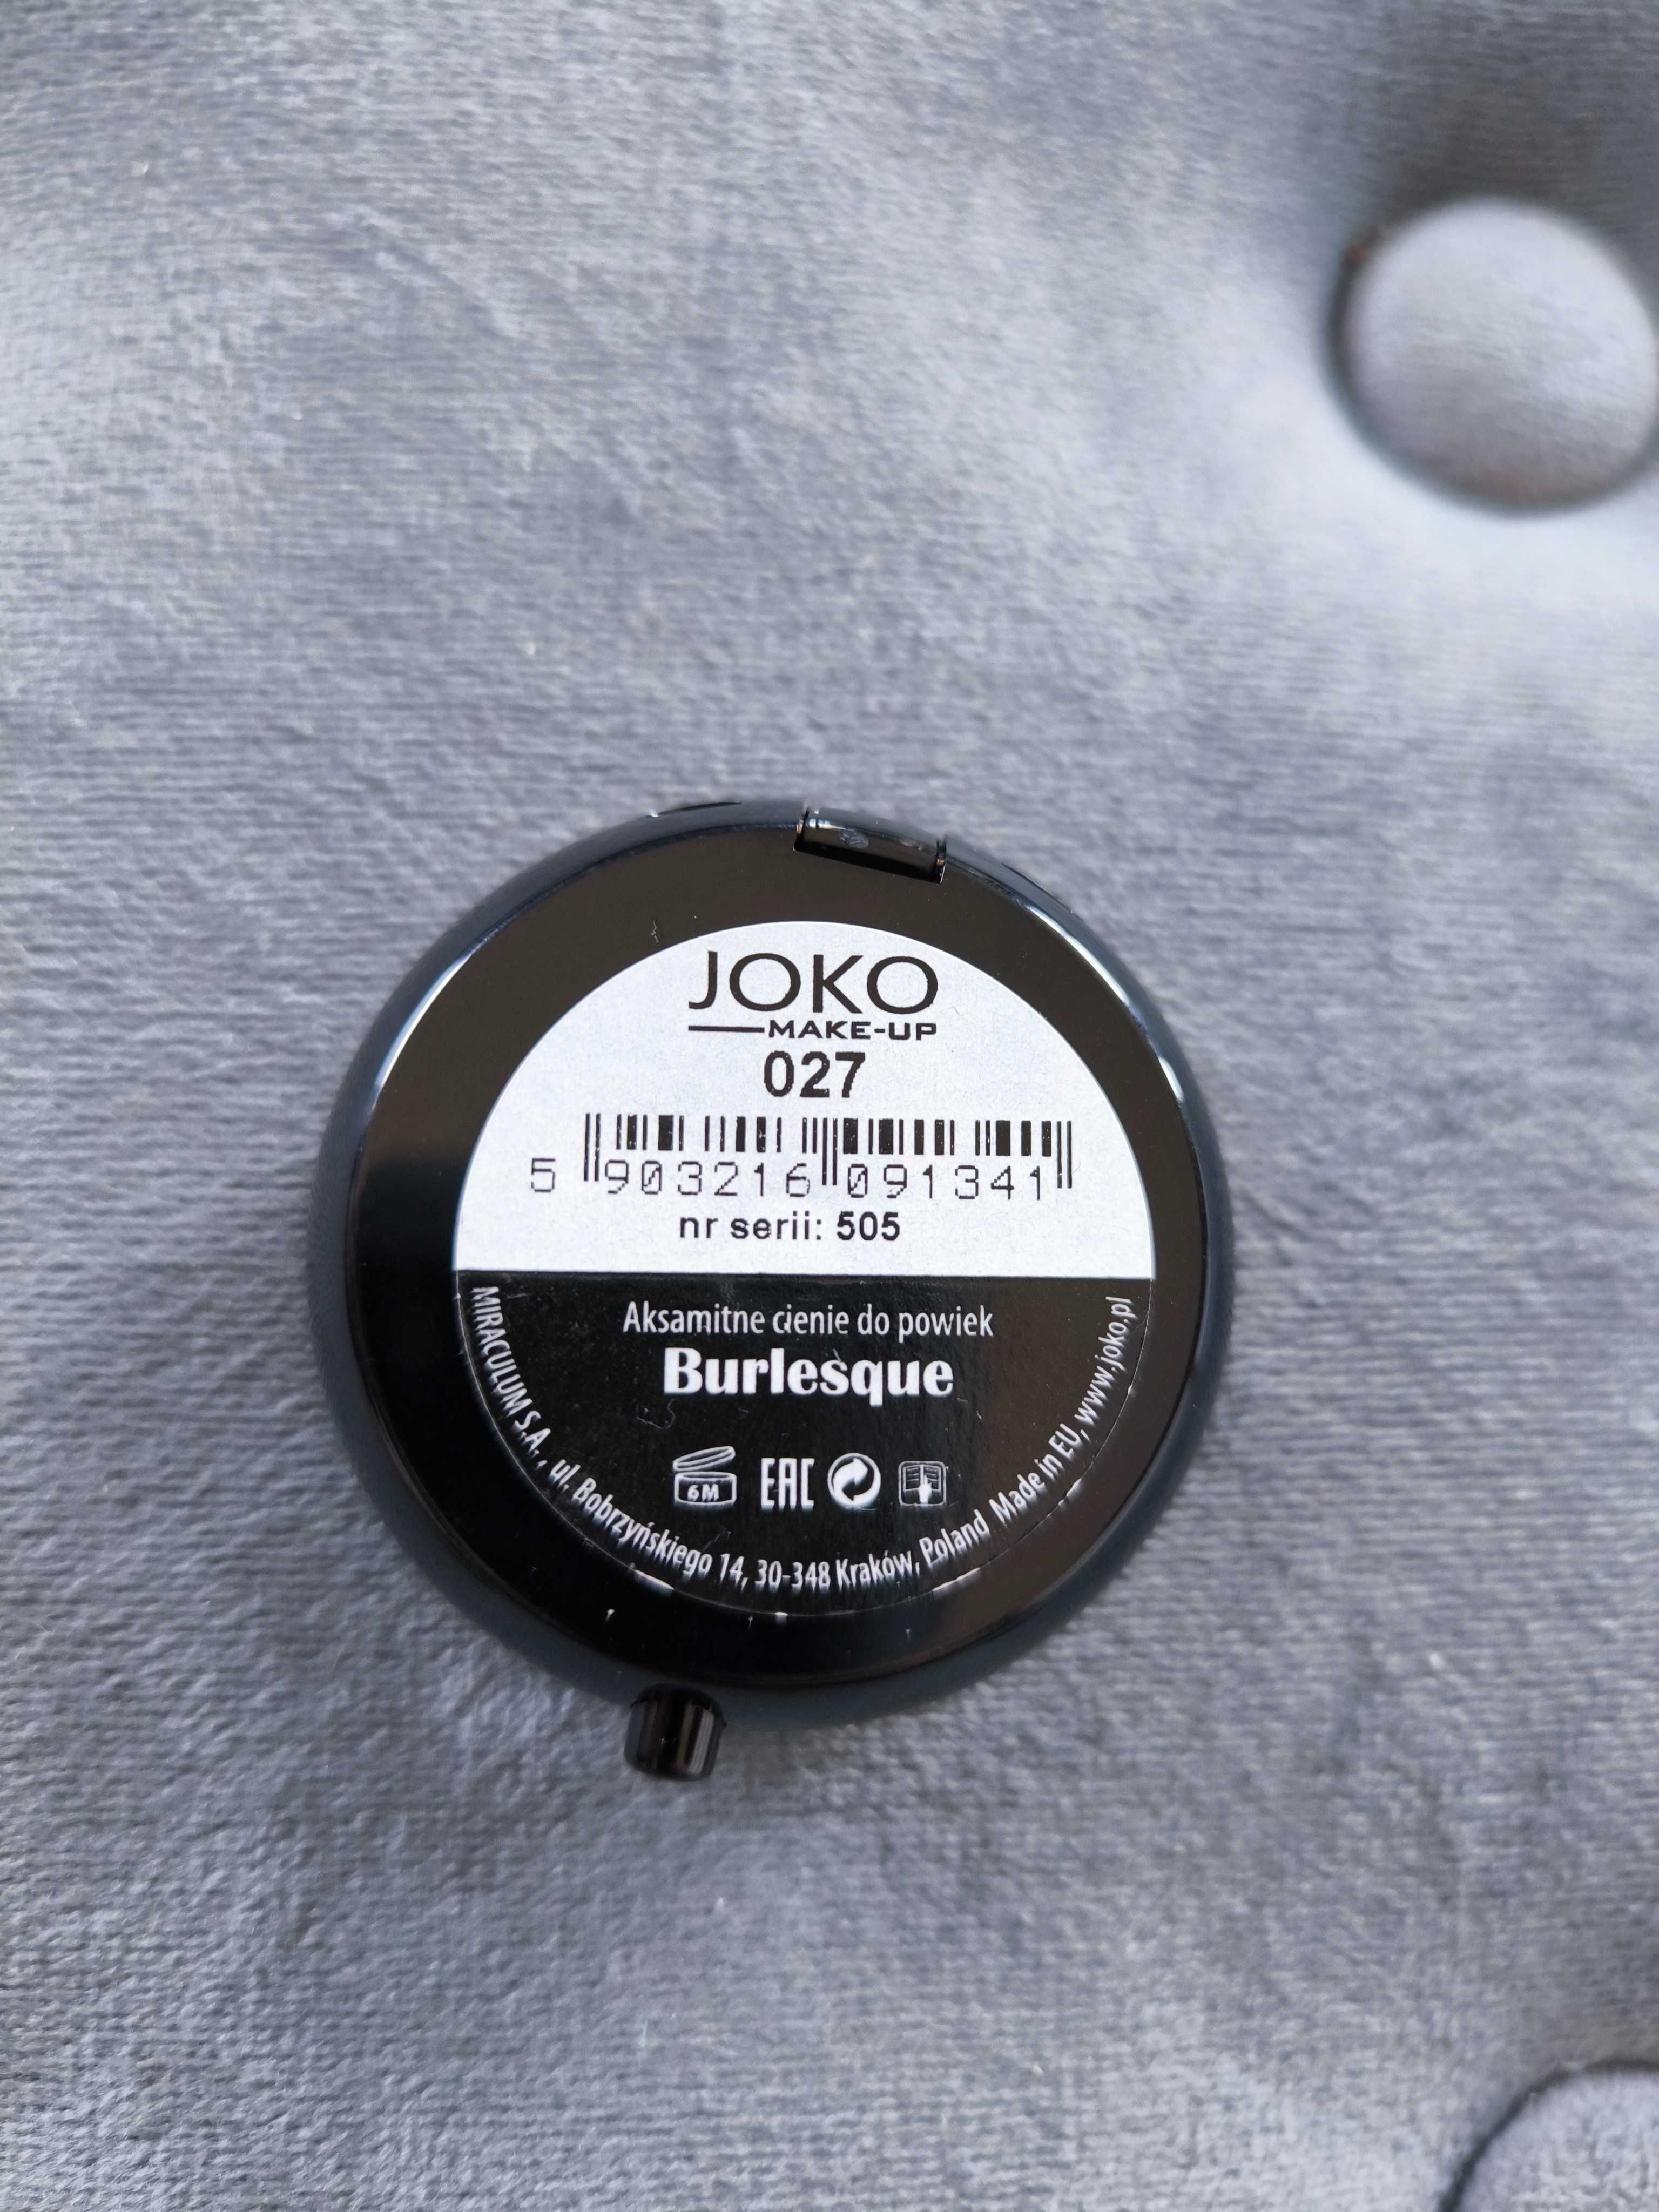 JOKO
MAKE-UP
027
5 903216 091341
nr serii: 505
Aksamitne cienie do powiek
Burlesque
6M EAC
MIRACULUM S.A., ul. Bobrzyńskiego 14, 30-348 Kraków, Poland Made in EU, www.joko.pl